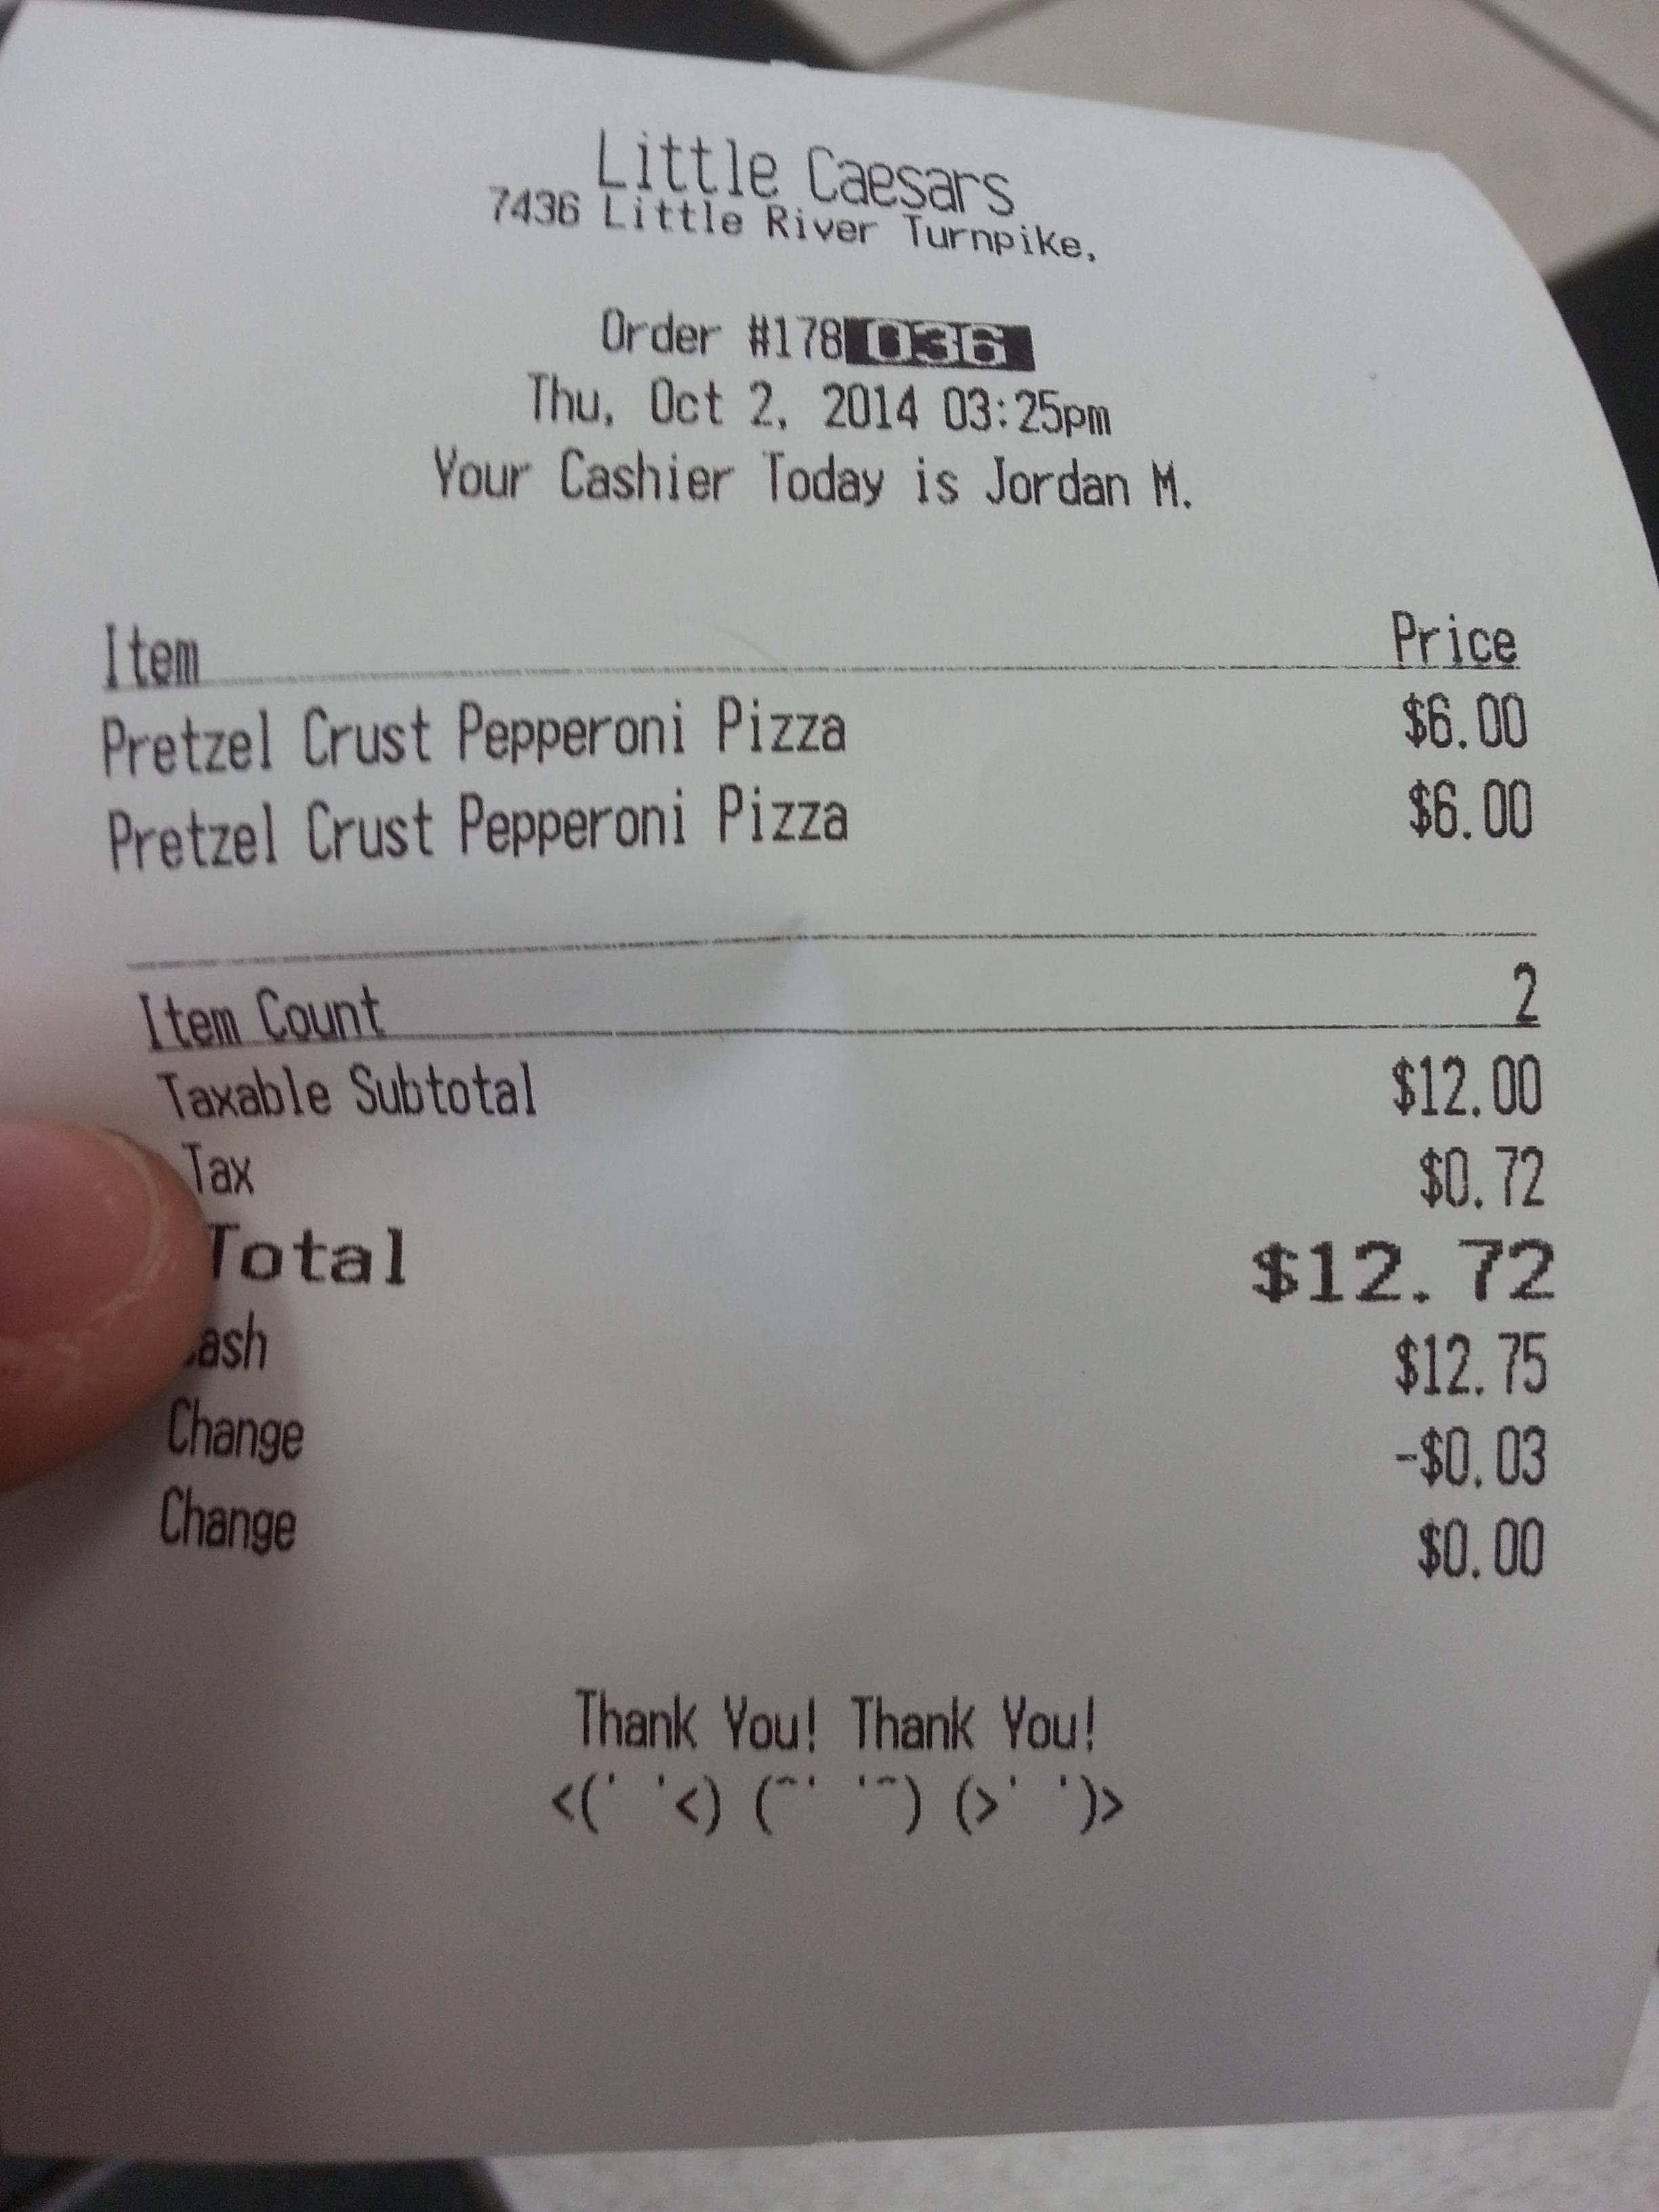 Little Caesars
7436 Little River Turnpike,
Order #178036
Thu, Oct 2, 2014 03:25pm
Your Cashier Today is Jordan M.
Item Price
Pretzel Crust Pepperoni Pizza $6.00
Pretzel Crust Pepperoni Pizza $6.00
Item Count 2
Taxable Subtotal $12.00
Tax $0.72
Total $12.72
ash $12.75
Change -$0.03
Change $0.00
Thank You! Thank You!
<(' '<) (^' '^) (>' ')>